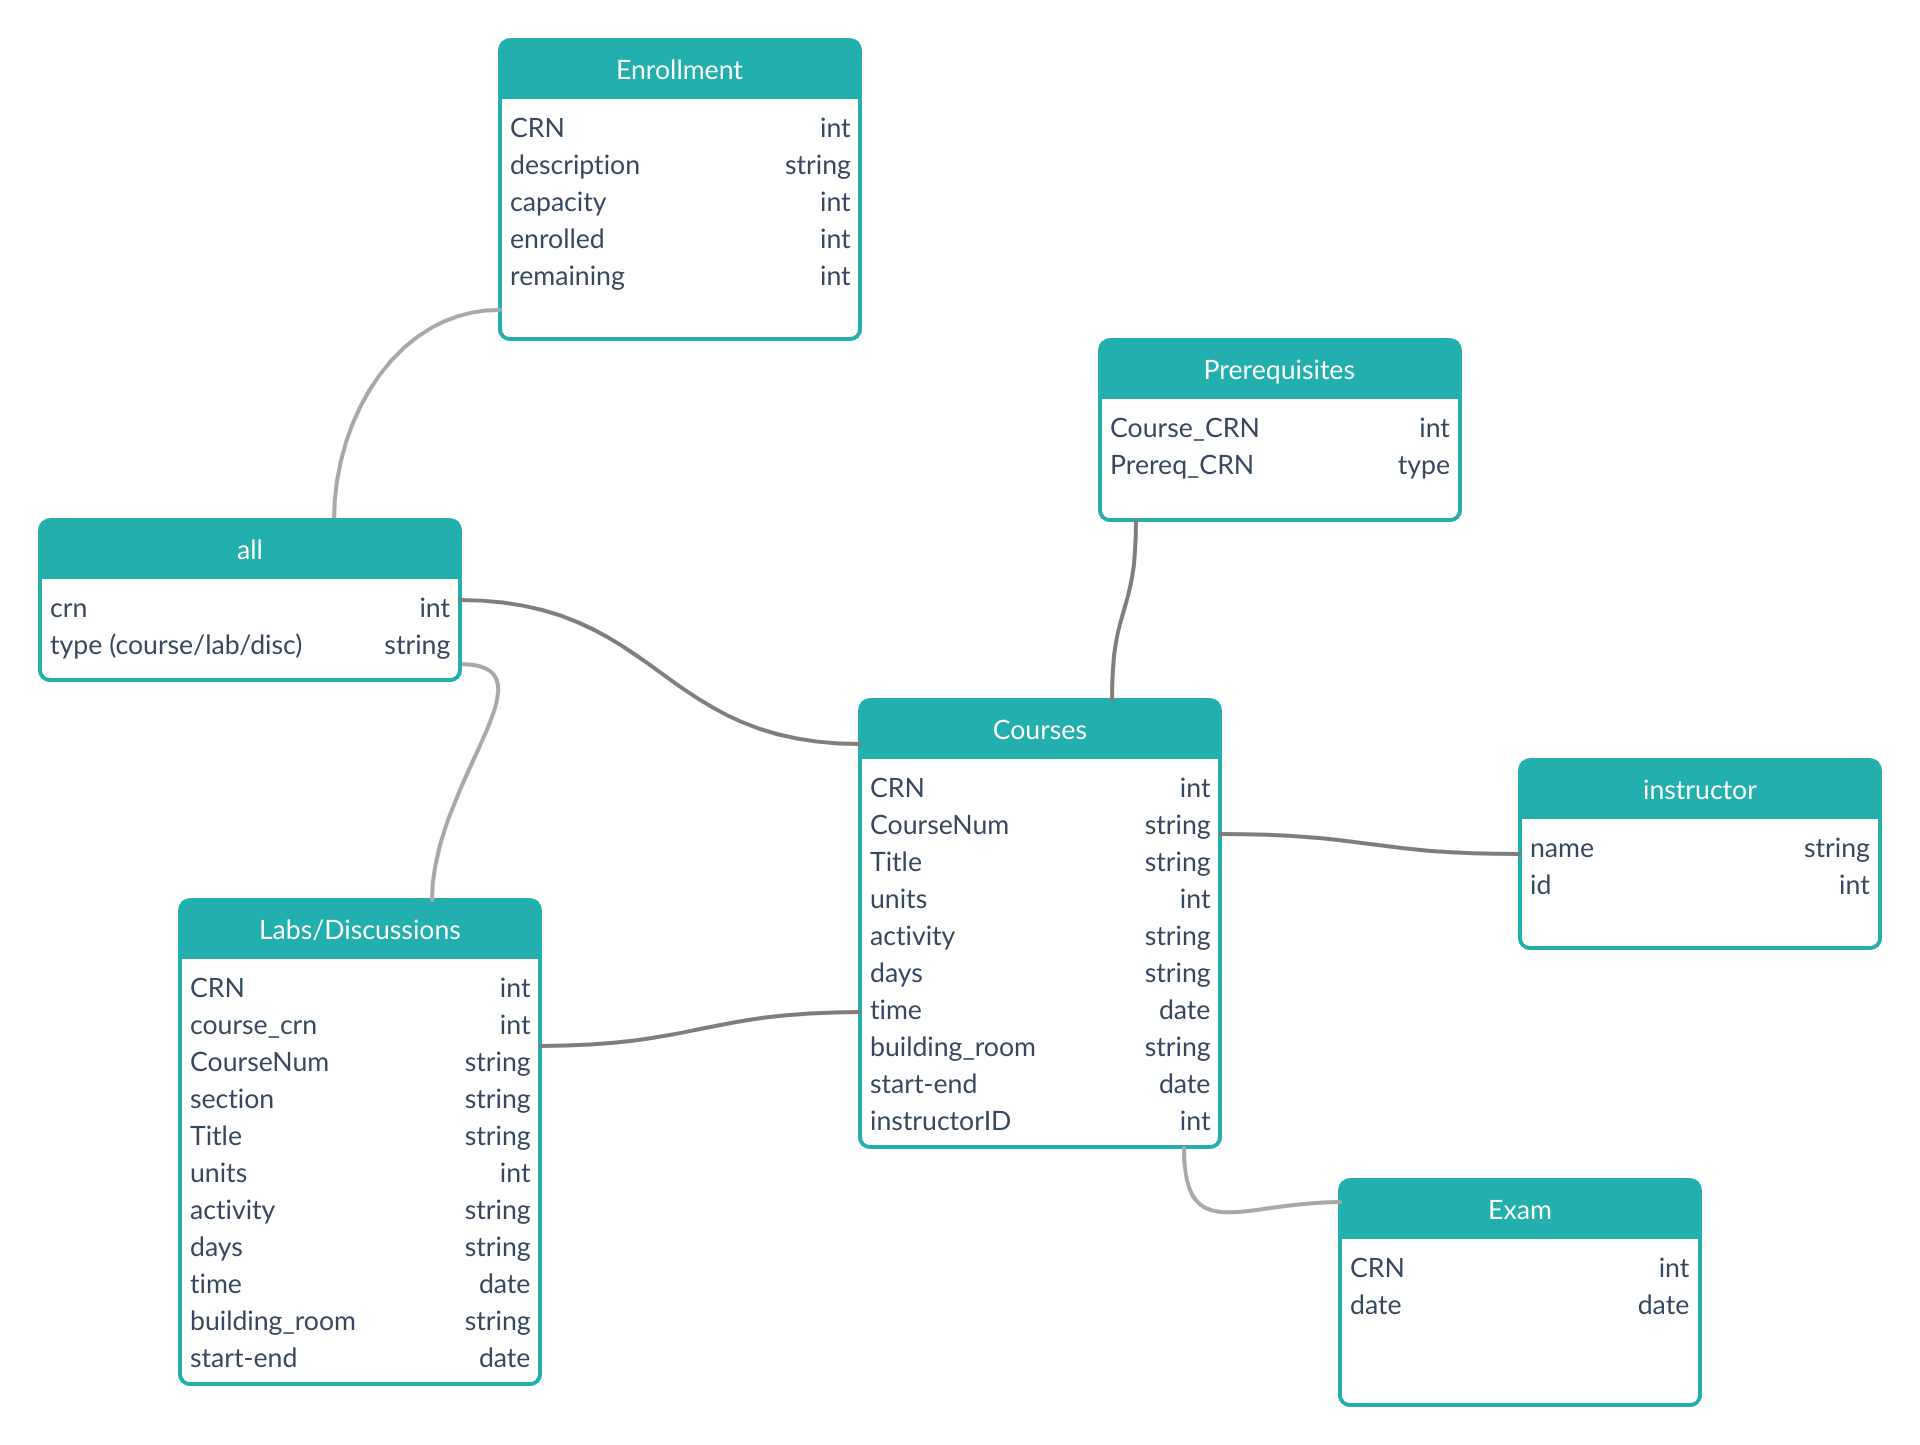 Enrollment
CRN int
description string
capacity int
enrolled int
remaining int
Prerequisites
Course_CRN int
Prereq_CRN type
all
crn int
type (course/lab/disc) string
Courses
CRN int
CourseNum string
Title string
units int
activity string
days string
time date
building_room string
start-end date
instructorID int
instructor
name string
id int
Labs/Discussions
CRN int
course_crn int
CourseNum string
section string
Title string
units int
activity string
days string
time date
building_room string
start-end date
Exam
CRN int
date date